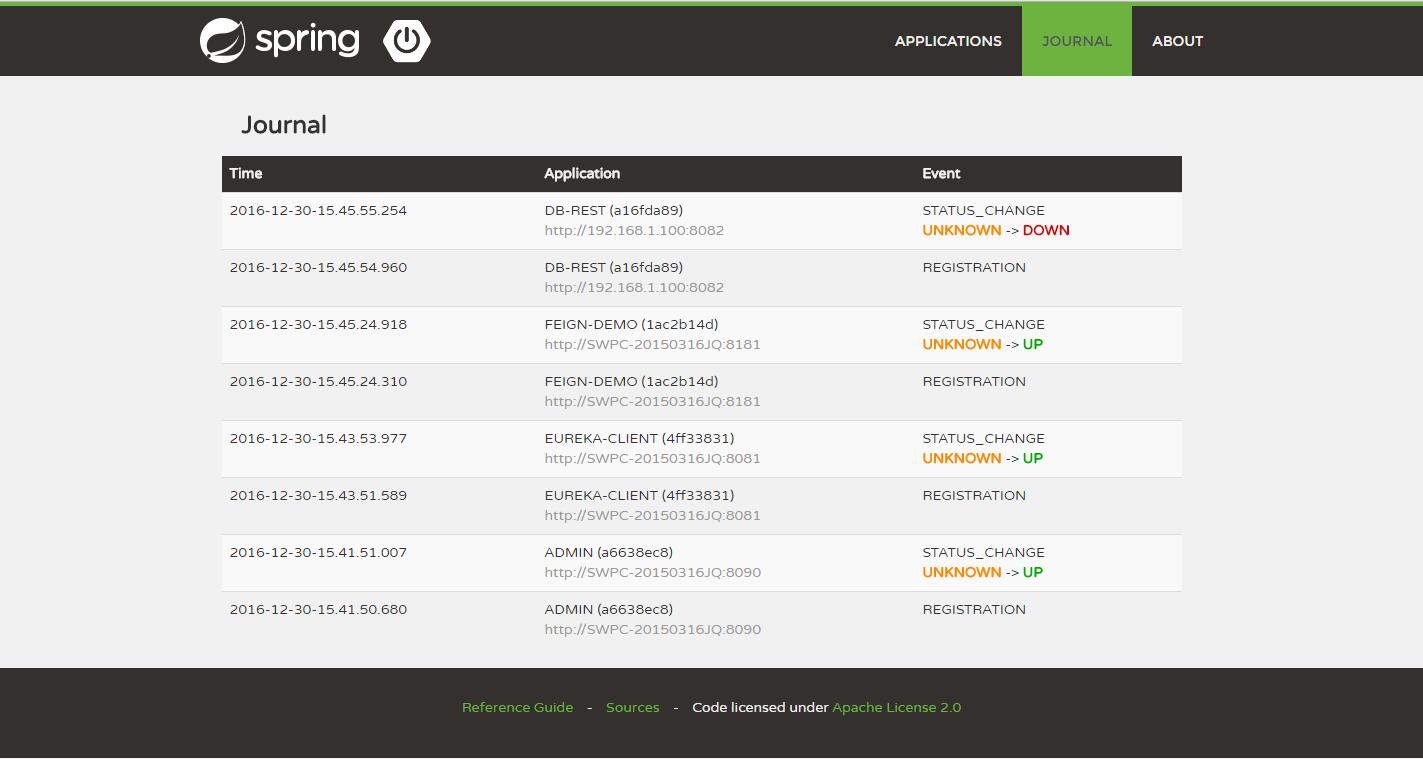 spring
APPLICATIONS JOURNAL ABOUT
Journal
Time Application Event
2016-12-30-15.45.55.254 DB-REST (a16fda89) STATUS_CHANGE
http://192.168.1.100:8082 UNKNOWN -> DOWN
2016-12-30-15.45.54.960 DB-REST (a16fda89) REGISTRATION
http://192.168.1.100:8082
2016-12-30-15.45.24.918 FEIGN-DEMO (1ac2b14d) STATUS_CHANGE
http://SWPC-20150316JQ:8181 UNKNOWN -> UP
2016-12-30-15.45.24.310 FEIGN-DEMO (1ac2b14d) REGISTRATION
http://SWPC-20150316JQ:8181
2016-12-30-15.43.53.977 EUREKA-CLIENT (4ff33831) STATUS_CHANGE
http://SWPC-20150316JQ:8081 UNKNOWN -> UP
2016-12-30-15.43.51.589 EUREKA-CLIENT (4ff33831) REGISTRATION
http://SWPC-20150316JQ:8081
2016-12-30-15.41.51.007 ADMIN (a6638ec8) STATUS_CHANGE
http://SWPC-20150316JQ:8090 UNKNOWN -> UP
2016-12-30-15.41.50.680 ADMIN (a6638ec8) REGISTRATION
http://SWPC-20150316JQ:8090
Reference Guide - Sources - Code licensed under Apache License 2.0